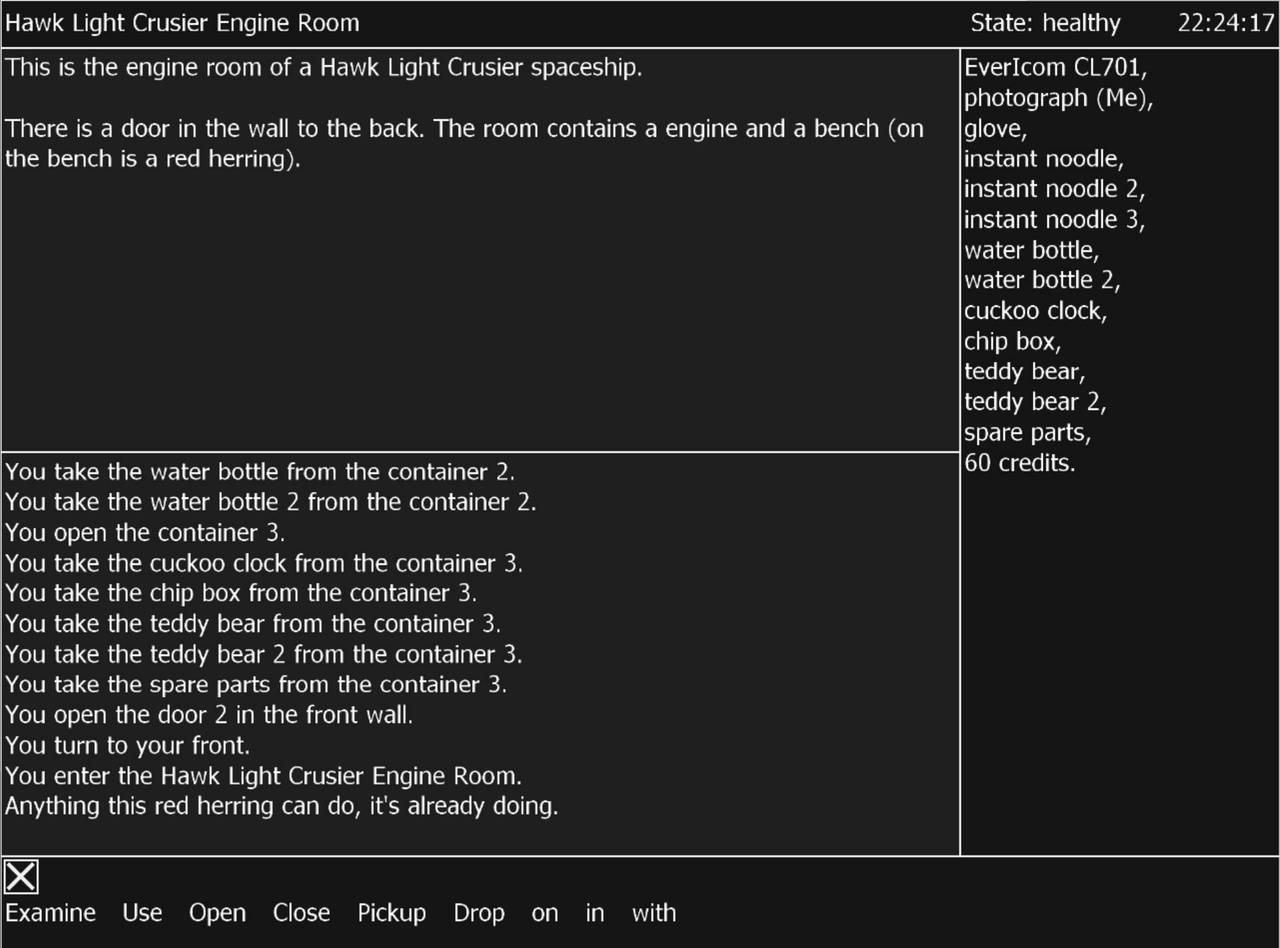 Hawk Light Crusier Engine Room
State: healthy 22:24:17
This is the engine room of a Hawk Light Crusier spaceship.
There is a door in the wall to the back. The room contains a engine and a bench (on
the bench is a red herring).
EverIcom CL701,
photograph (Me),
glove,
instant noodle,
instant noodle 2,
instant noodle 3,
water bottle,
water bottle 2,
cuckoo clock,
chip box,
teddy bear,
teddy bear 2,
spare parts,
60 credits.
You take the water bottle from the container 2.
You take the water bottle 2 from the container 2.
You open the container 3.
You take the cuckoo clock from the container 3.
You take the chip box from the container 3.
You take the teddy bear from the container 3.
You take the teddy bear 2 from the container 3.
You take the spare parts from the container 3.
You open the door 2 in the front wall.
You turn to your front.
You enter the Hawk Light Crusier Engine Room.
Anything this red herring can do, it's already doing.
Examine Use Open Close Pickup Drop on in with